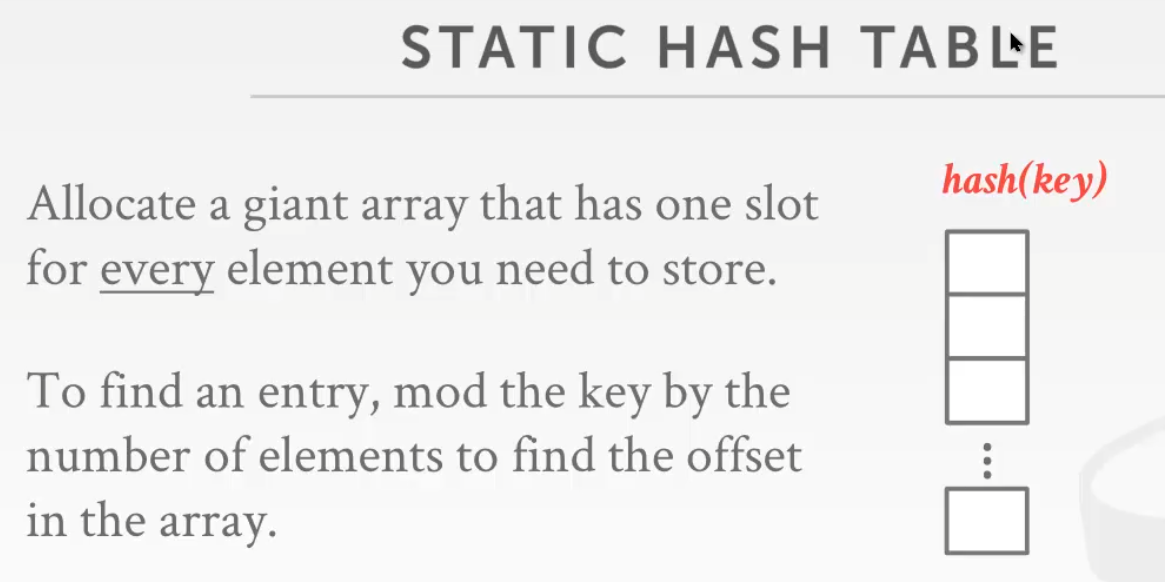 STATIC HASH TABLE
Allocate a giant array that has one slot
for every element you need to store.
To find an entry, mod the key by the
number of elements to find the offset
in the array.
hash(key)